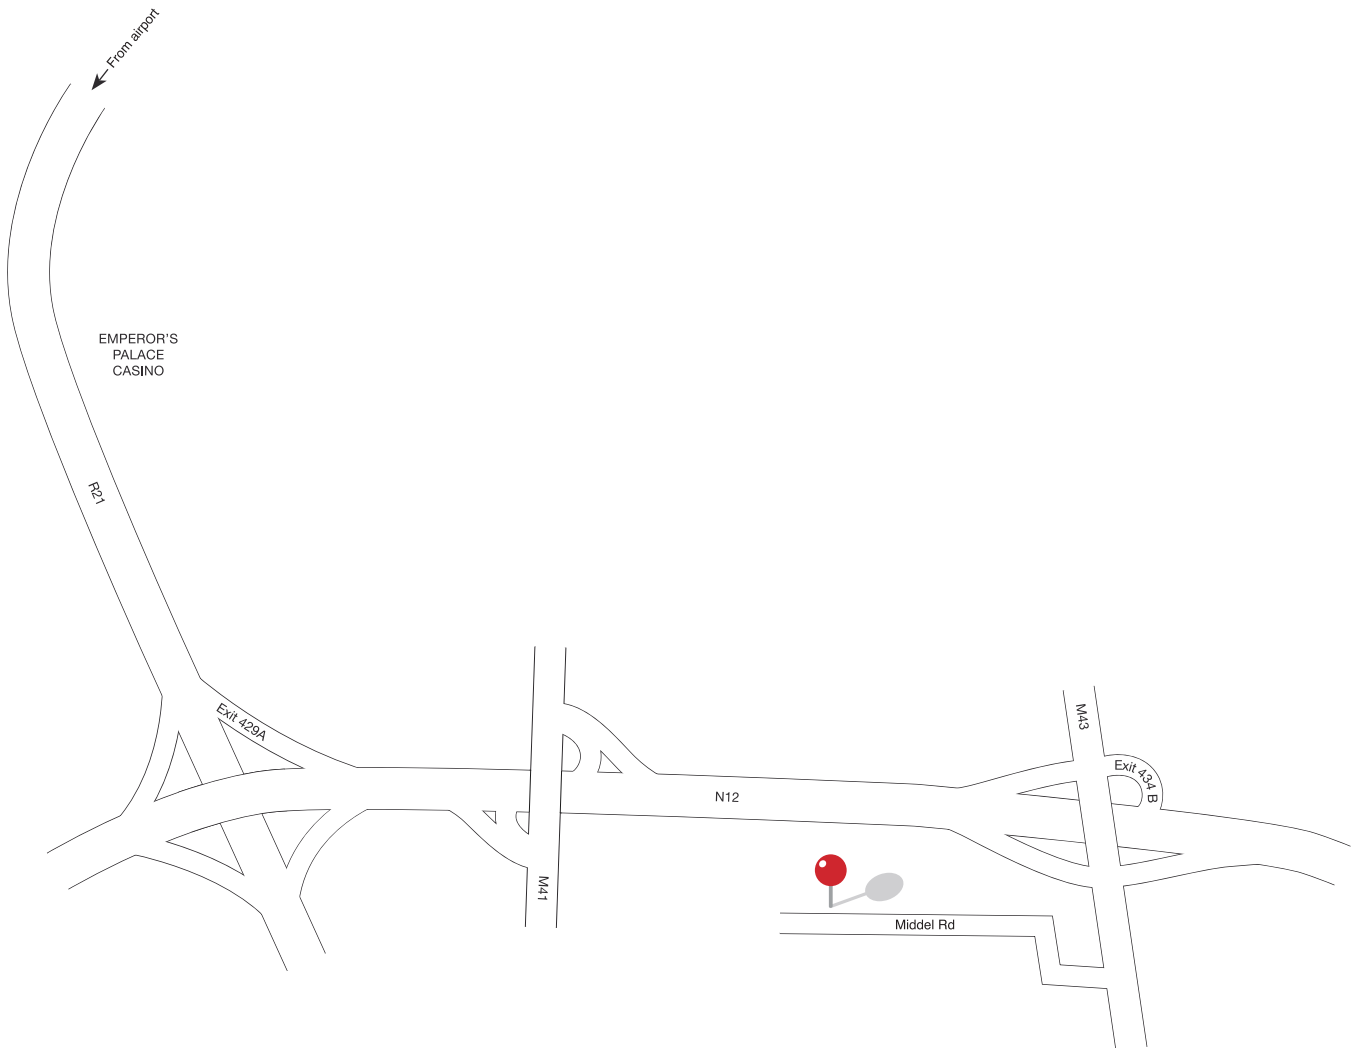 From airport
EMPEROR'S
PALACE
CASINO
R21
Exit 429A
M43
Exit 434 B
N12
M41
Middel Rd